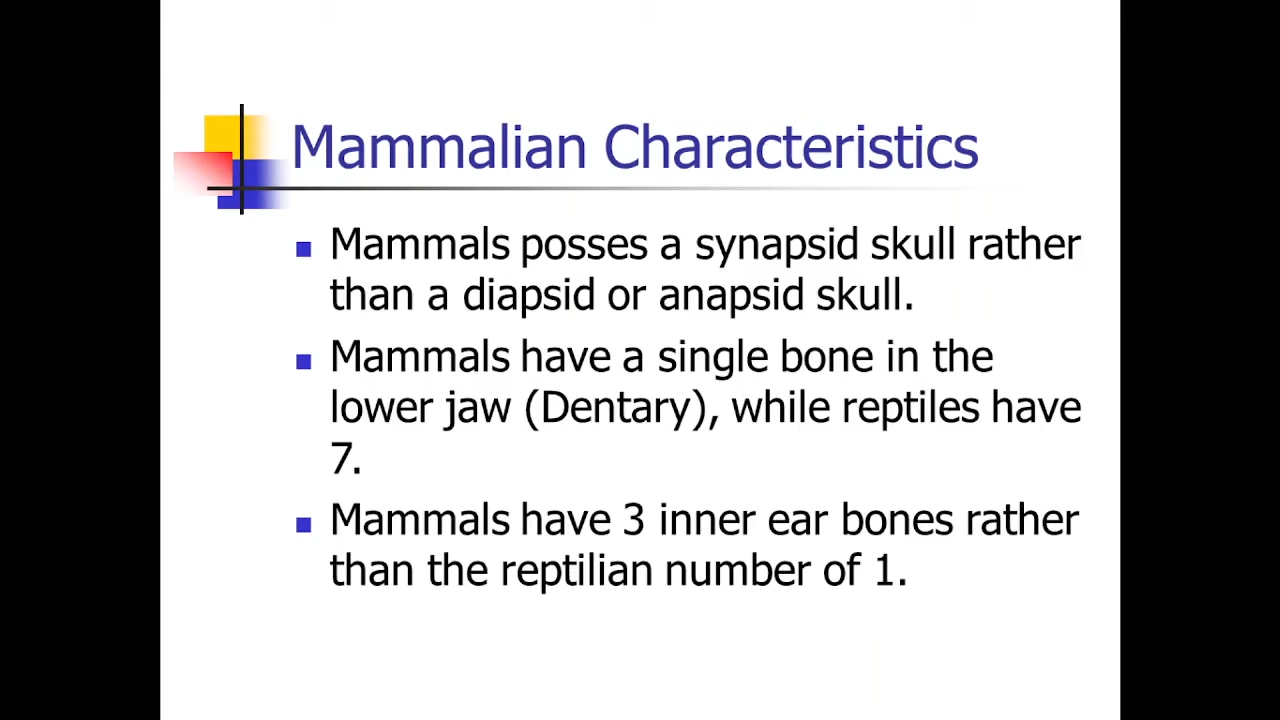 Mammalian Characteristics
Mammals posses a synapsid skull rather
than a diapsid or anapsid skull.
Mammals have a single bone in the
lower jaw (Dentary), while reptiles have
7.
Mammals have 3 inner ear bones rather
than the reptilian number of 1.